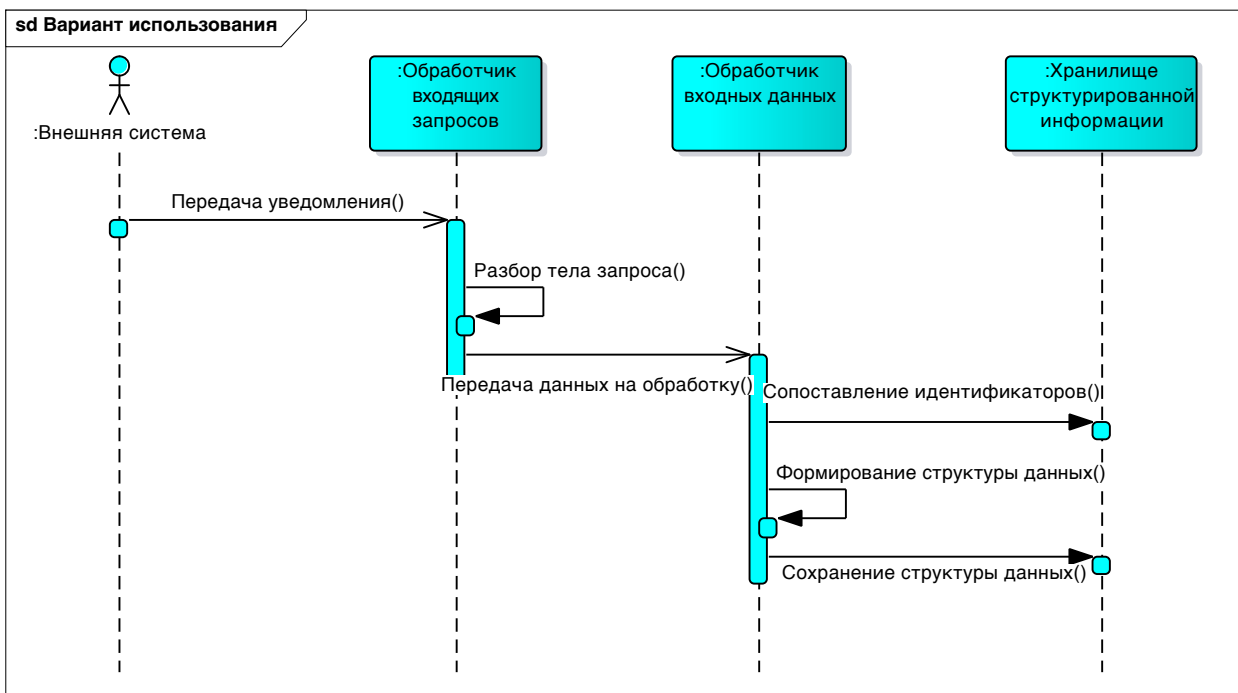 sd Вариант использования
:Внешняя система
:Обработчик
входящих
запросов
:Обработчик
входных данных
:Хранилище
структурированной
информации
Передача уведомления()
Разбор тела запроса()
Передача данных на обработку()
Сопоставление идентификаторов()
Формирование структуры данных()
Сохранение структуры данных()